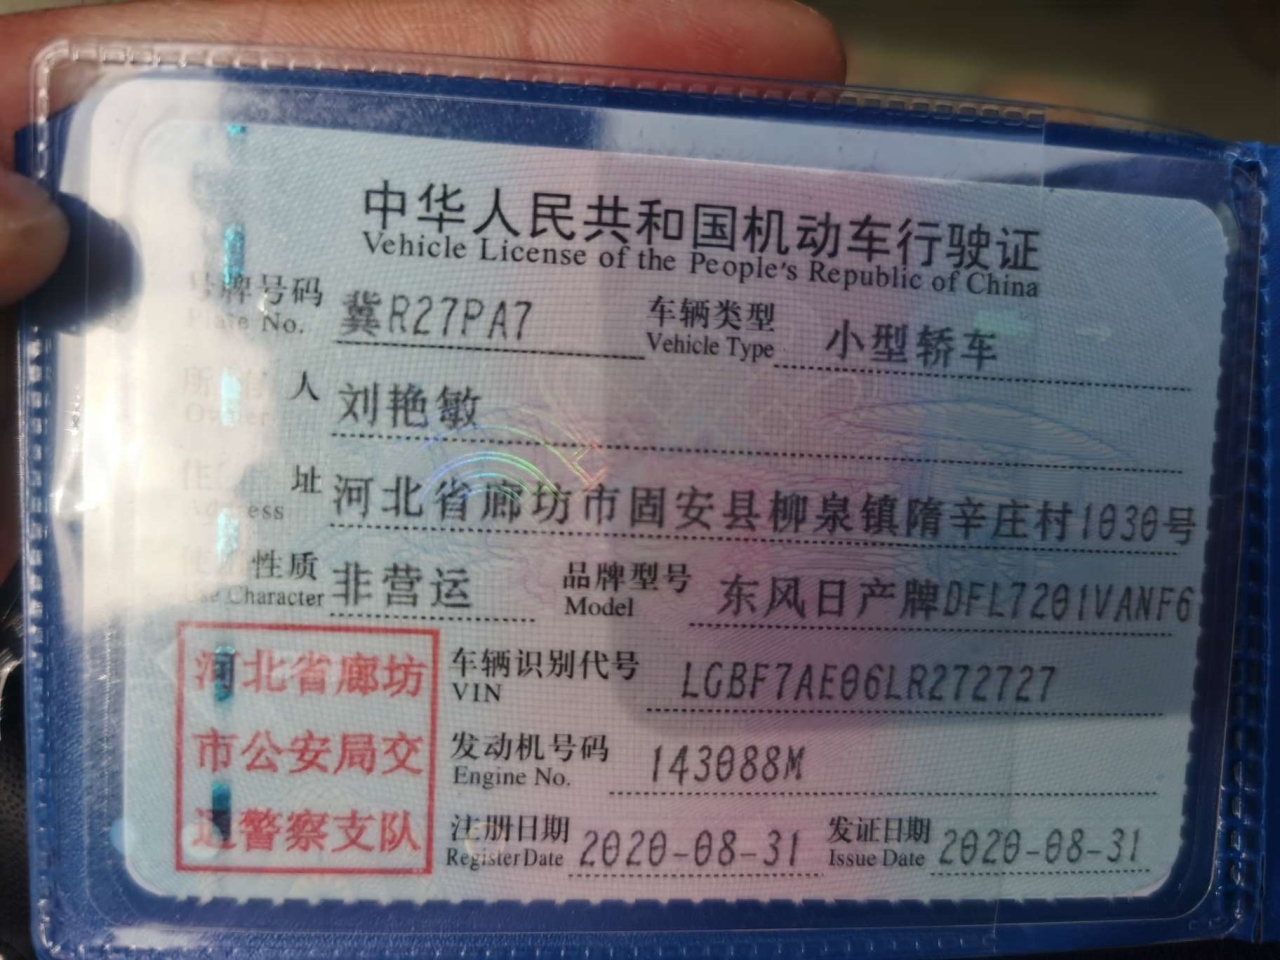 中华人民共和国机动车行驶证
Vehicle License of the People's Republic of China
号牌号码 冀R27PA7 车辆类型 小型轿车
Plate No. Vehicle Type
人 刘艳敏
Owner
住 址 河北省廊坊市固安县柳泉镇隋辛庄村1030号
Address
性质 非营运 品牌型号 东风日产牌DFL7201VANF6
Use Character Model
河北省廊坊 车辆识别代号 LGBF7AE06LR272727
VIN
市公安局交 发动机号码 143088M
Engine No.
通警察支队 注册日期 2020-08-31 发证日期 2020-08-31
Register Date Issue Date